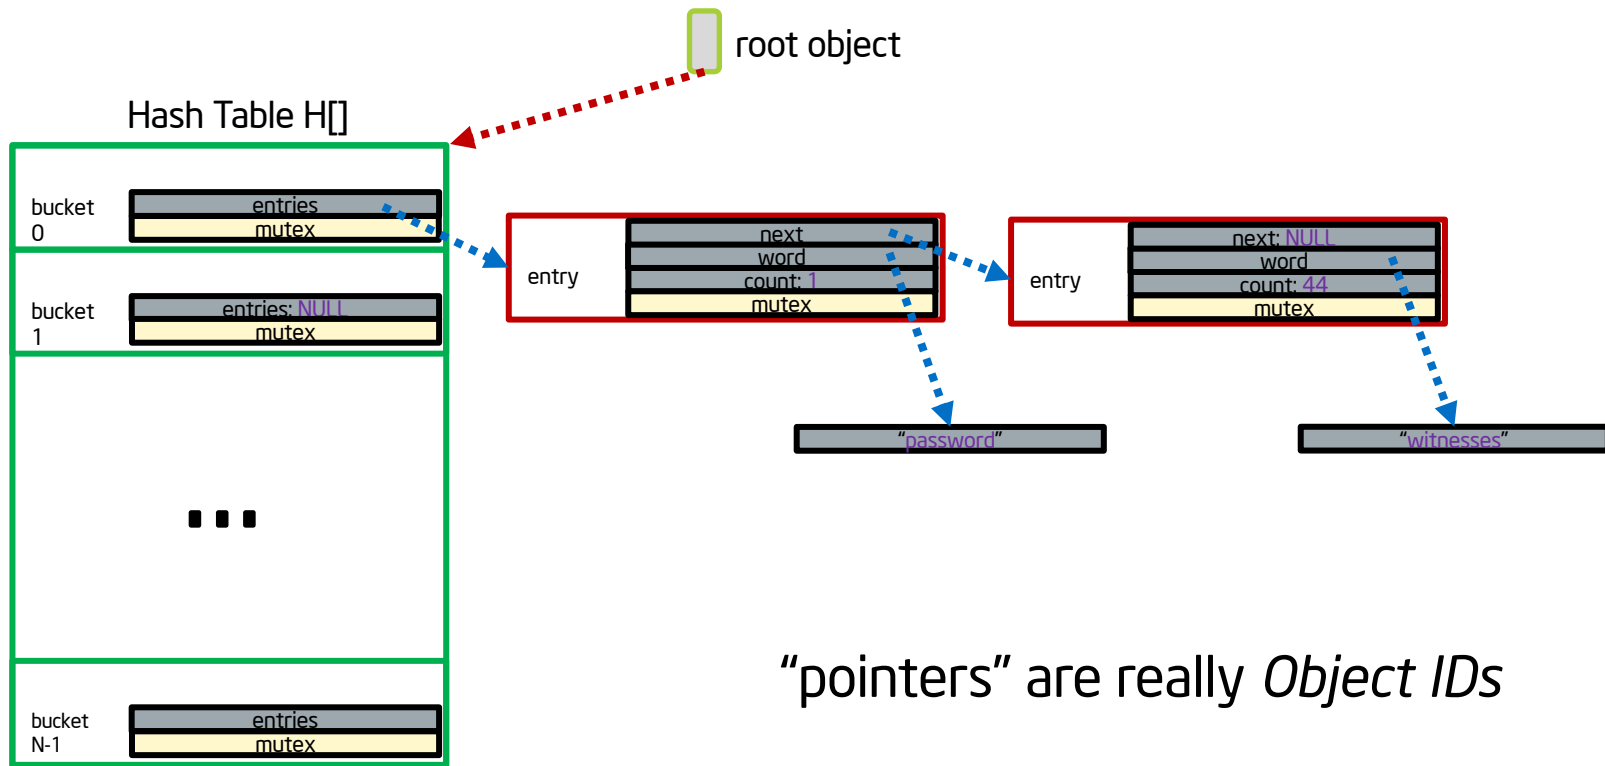 root object
Hash Table H[]
bucket
0
entries
mutex
entry
next
word
count: 1
mutex
entry
next: NULL
word
count: 44
mutex
bucket
1
entries: NULL
mutex
“password”
“witnesses”
...
“pointers” are really Object IDs
bucket
N-1
entries
mutex